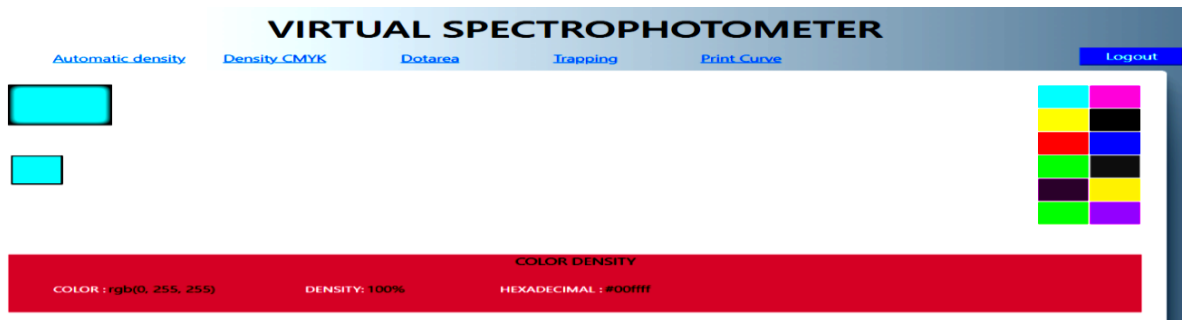 VIRTUAL SPECTROPHOTOMETER
Automatic density Density CMYK Dotarea Trapping Print Curve Logout
COLOR DENSITY
COLOR : rgb(0, 255, 255) DENSITY: 100% HEXADECIMAL : #00ffff